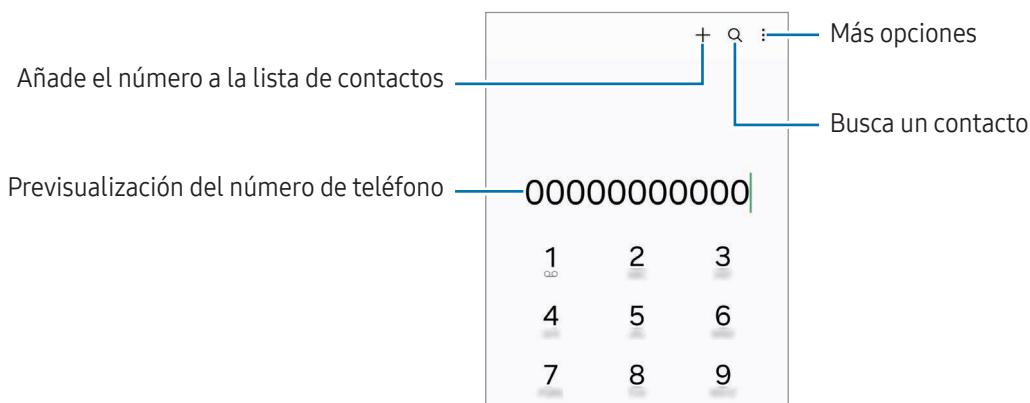 Más opciones
Añade el número a la lista de contactos
Busca un contacto
Previsualización del número de teléfono
00000000000
1 2 3
4 5 6
7 8 9